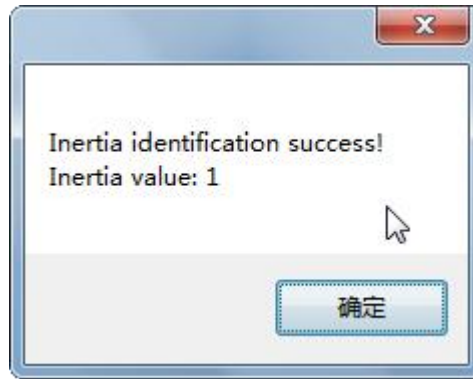 Inertia identification success!
Inertia value: 1
确定